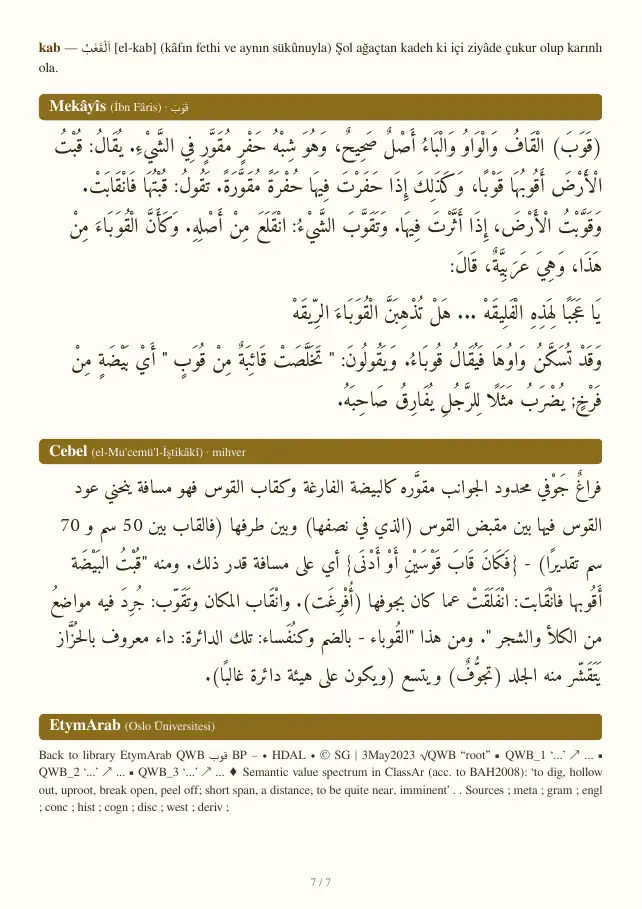 kab — اَلْقَعْبُ [el-kab] (kâfın fethi ve aynın sükûnuyla) Şol ağaçtan kadeh ki içi ziyâde çukur olup karınlı
ola.
Mekâyîs (İbn Fâris) · قَوَبَ
(قَوَبَ) الْقَافُ وَالْوَاوُ وَالْبَاءُ أَصْلٌ صَحِيحٌ، وَهُوَ شِبْهُ حَفْرٍ مُقَوَّرٍ فِي الشَّيْءِ. يُقَالُ: قُبْتُ
الْأَرْضَ أَقُوبُهَا قَوْبًا، وَكَذَلِكَ إِذَا حَفَرْتَ فِيهَا حُفْرَةً مُقَوَّرَةً. تَقُولُ: قُبْتُهَا فَانْقَابَتْ.
وَقَوَّبْتُ الْأَرْضَ، إِذَا أَثَّرْتَ فِيهَا. وَتَقَوَّبَ الشَّيْءُ: انْقَلَعَ مِنْ أَصْلِهِ. وَكَأَنَّ الْقُوَبَاءَ مِنْ
هَذَا، وَهِيَ عَرَبِيَّةٌ، قَالَ:
يَا عَجَبًا لِهَذِهِ الْفَلِيقَهْ ... هَلْ تُذْهِبَنَّ الْقُوَبَاءَ الرِّيقَهْ
وَقَدْ تُسَكَّنُ وَاوُهَا فَيُقَالُ قُوبَاءُ. وَيَقُولُونَ: " تَخَلَّصَتْ قَائِبَةٌ مِنْ قُوَبٍ " أَيْ بَيْضَةٍ مِنْ
فَرْخٍ; يُضْرَبُ مَثَلًا لِلرَّجُلِ يُفَارِقُ صَاحِبَهُ.
Cebel (el-Mu'cemü'l-İştikâkî) · mihver
فراغٌ جَوْفي محدود الجوانب مقوَّره كالبيضة الفارغة وكقاب القوس فهو مسافة ينحني عود
القوس فيها بين مقبض القوس (الذي في نصفها) وبين طرفها (فالقاب بين 50 سم و 70
سم تقديرًا) - {فَكَانَ قَابَ قَوْسَيْنِ أَوْ أَدْنَى} أي على مسافة قدر ذلك. ومنه "قُبْتُ البَيْضة
أَقُوبها فانْقابت: انْفَلَقَتْ عما كان بجوفها (أُفْرِغَت). وانْقاب المكان وتَقَوّب: جُرِدَ فيه مواضعُ
من الكلأ والشجر ". ومن هذا "القُوباء - بالضم وكنُفَساء: تلك الدائرة: داء معروف بالحَزَّاز
يَتَقَشّر منه الجلد (تجوُّفٌ) ويتسع (ويكون على هيئة دائرة غالبًا).
EtymArab (Oslo Üniversitesi)
Back to library EtymArab QWB قوب BP – • HDAL • © SG | 3May2023 √QWB “root” ▪ QWB_1 ‘...’ ↗ ... ▪
QWB_2 ‘...’ ↗ ... ▪ QWB_3 ‘...’ ↗ ... ♦ Semantic value spectrum in ClassAr (acc. to BAH2008): ‘to dig, hollow
out, uproot, break open, peel off; short span, a distance, to be quite near, imminent’ . . Sources ; meta ; gram ; engl
; conc ; hist ; cogn ; disc ; west ; deriv ;
7 / 7